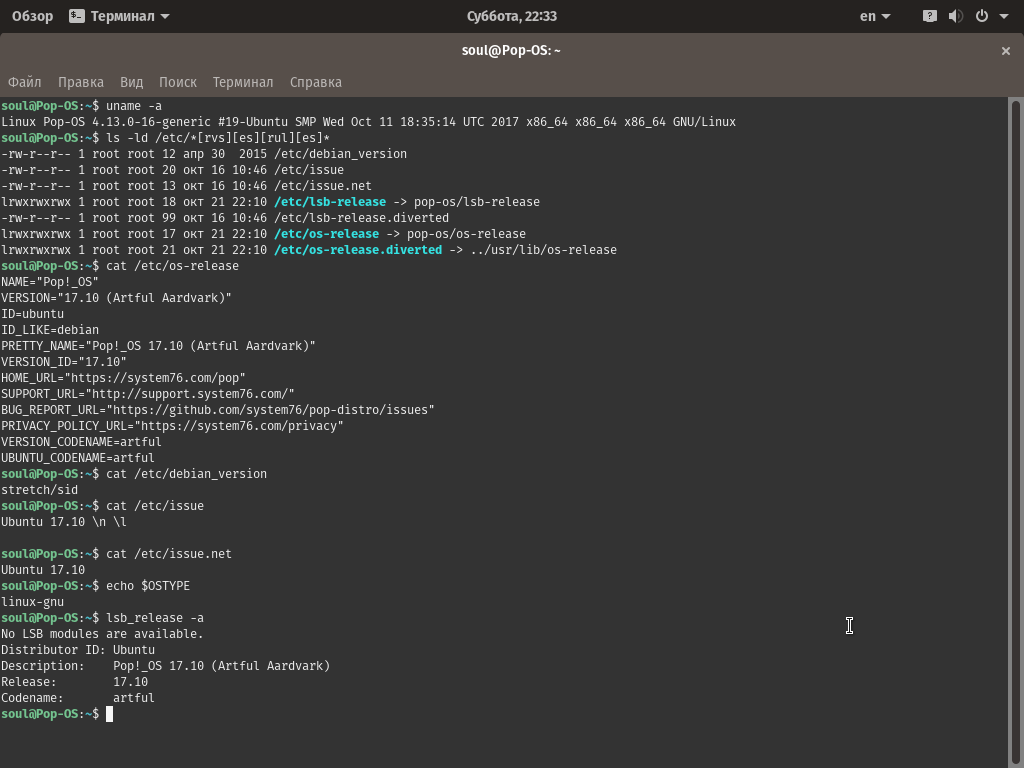 Обзор Терминал Суббота, 22:33 en ?
soul@Pop-OS: ~ ×
Файл Правка Вид Поиск Терминал Справка
soul@Pop-OS:~$ uname -a
Linux Pop-OS 4.13.0-16-generic #19-Ubuntu SMP Wed Oct 11 18:35:14 UTC 2017 x86_64 x86_64 x86_64 GNU/Linux
soul@Pop-OS:~$ ls -ld /etc/*[rvs][es][rul][es]*
-rw-r--r-- 1 root root 12 апр 30  2015 /etc/debian_version
-rw-r--r-- 1 root root 20 окт 16 10:46 /etc/issue
-rw-r--r-- 1 root root 13 окт 16 10:46 /etc/issue.net
lrwxrwxrwx 1 root root 18 окт 21 22:10 /etc/lsb-release -> pop-os/lsb-release
-rw-r--r-- 1 root root 99 окт 16 10:46 /etc/lsb-release.diverted
lrwxrwxrwx 1 root root 17 окт 21 22:10 /etc/os-release -> pop-os/os-release
lrwxrwxrwx 1 root root 21 окт 21 22:10 /etc/os-release.diverted -> ../usr/lib/os-release
soul@Pop-OS:~$ cat /etc/os-release
NAME="Pop!_OS"
VERSION="17.10 (Artful Aardvark)"
ID=ubuntu
ID_LIKE=debian
PRETTY_NAME="Pop!_OS 17.10 (Artful Aardvark)"
VERSION_ID="17.10"
HOME_URL="https://system76.com/pop"
SUPPORT_URL="http://support.system76.com/"
BUG_REPORT_URL="https://github.com/system76/pop-distro/issues"
PRIVACY_POLICY_URL="https://system76.com/privacy"
VERSION_CODENAME=artful
UBUNTU_CODENAME=artful
soul@Pop-OS:~$ cat /etc/debian_version
stretch/sid
soul@Pop-OS:~$ cat /etc/issue
Ubuntu 17.10 \n \l
soul@Pop-OS:~$ cat /etc/issue.net
Ubuntu 17.10
soul@Pop-OS:~$ echo $OSTYPE
linux-gnu
soul@Pop-OS:~$ lsb_release -a
No LSB modules are available.
Distributor ID: Ubuntu
Description:    Pop!_OS 17.10 (Artful Aardvark)
Release:        17.10
Codename:       artful
soul@Pop-OS:~$